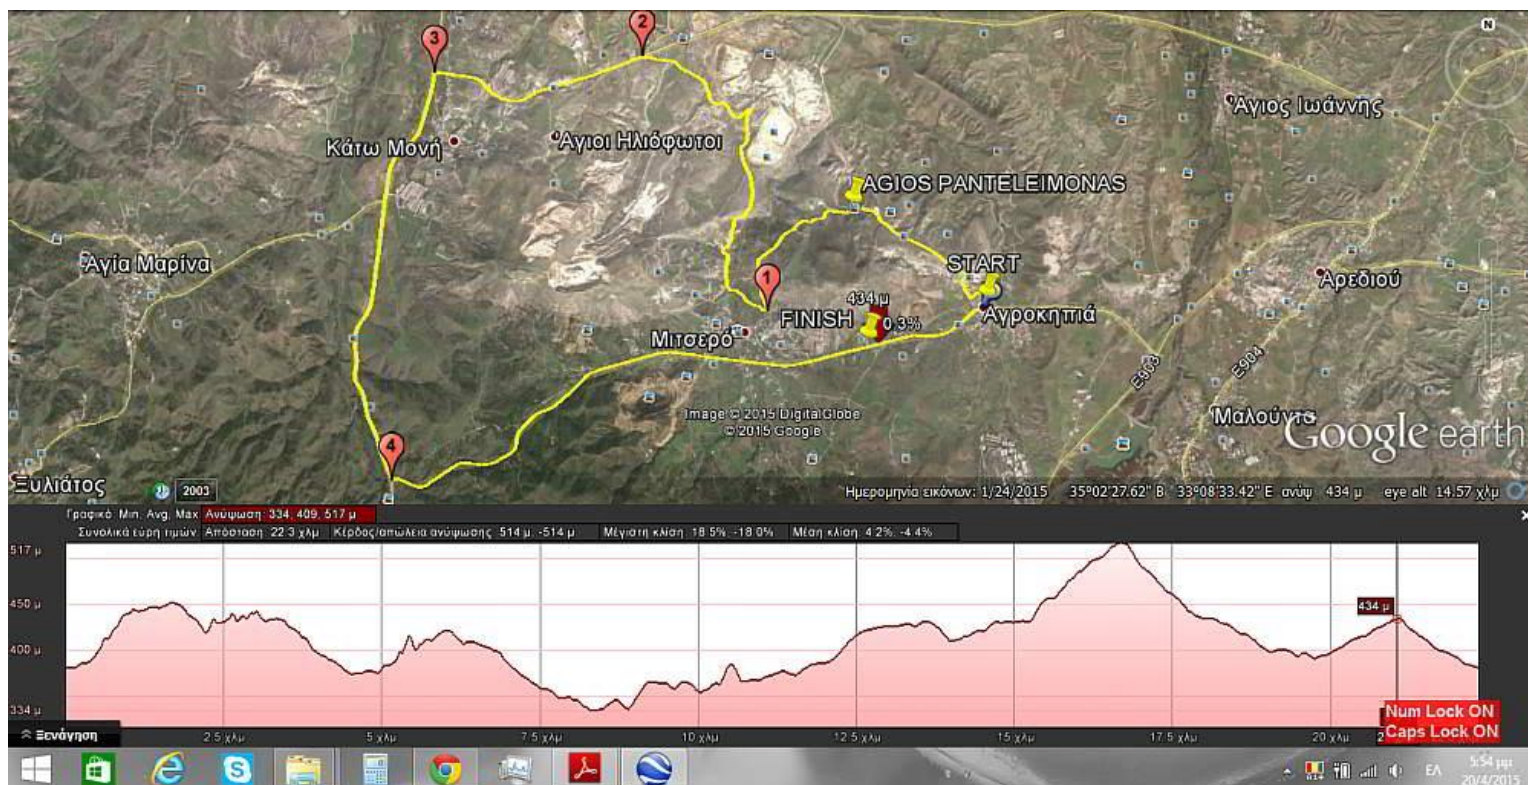 3
2
N
Άγιος Ιωάννης
Κάτω Μονή
Άγιοι Ηλιόφωτοι
AGIOS PANTELEIMONAS
Αγία Μαρίνα
START
1
434 μ
Αρεδιού
Αγροκηπιά
FINISH
0,3%
Μιτσερό
E903
E904
Μαλούντα
Image © 2015 DigitalGlobe
© 2015 Google
Google earth
4
Ξυλιάτος
2003
Ημερομηνία εικόνων: 1/24/2015 35°02'27.62" Β 33°08'33.42" Ε ανύψ 434 μ eye alt 14.57 χλμ
Γραφικό: Min, Avg, Max Ανύψωση: 334, 409, 517 μ
Συνολικά εύρη τιμών: Απόσταση: 22.3 χλμ Κέρδος/απώλεια ανύψωσης: 514 μ, -514 μ Μέγιστη κλίση: 18.5%, -18.0% Μέση κλίση: 4.2%, -4.4%
517 μ
450 μ
434 μ
400 μ
334 μ
Num Lock ON
Caps Lock ON
Ξενάγηση
2.5 χλμ 5 χλμ 7.5 χλμ 10 χλμ 12.5 χλμ 15 χλμ 17.5 χλμ 20 χλμ
ΕΛ
5:54 μμ
20/4/2015